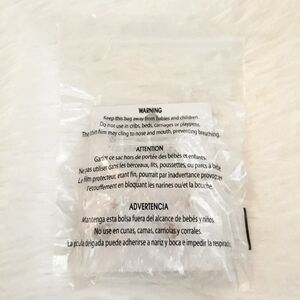 WARNING
Keep this bag away from babies and children.
Do not use in cribs, beds, carriages or playpens.
The thin film may cling to nose and mouth, preventing breathing.
ATTENTION
Garder ce sac hors de portée des bébés et enfants.
Ne pas utiliser dans les berceaux, lits, poussettes, ou parcs à bébé
Le film protecteur, étant fin, pourrait par inadvertance provoquer
l'etouffement en bloquant les narines ou/et la bouche.
ADVERTENCIA
Mantenga esta bolsa fuera del alcance de bebés y niños.
No use en cunas, camas, carriolas y corrales.
La película delgada puede adherirse a nariz y boca e impedir la respiración.